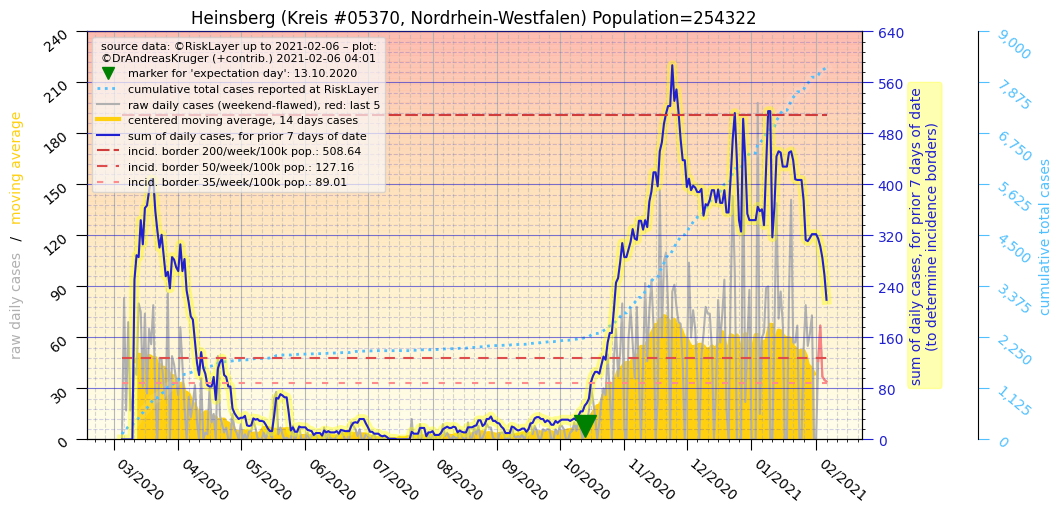 Heinsberg (Kreis #05370, Nordrhein-Westfalen) Population=254322
source data: ©RiskLayer up to 2021-02-06 – plot:
©DrAndreasKruger (+contrib.) 2021-02-06 04:01
marker for 'expectation day': 13.10.2020
cumulative total cases reported at RiskLayer
raw daily cases (weekend-flawed), red: last 5
centered moving average, 14 days cases
sum of daily cases, for prior 7 days of date
incid. border 200/week/100k pop.: 508.64
incid. border 50/week/100k pop.: 127.16
incid. border 35/week/100k pop.: 89.01
raw daily cases / moving average
240
210
180
150
120
90
60
30
0
03/2020
04/2020
05/2020
06/2020
07/2020
08/2020
09/2020
10/2020
11/2020
12/2020
01/2021
02/2021
640
560
480
400
320
240
160
80
0
sum of daily cases, for prior 7 days of date
(to determine incidence borders)
9,000
7,875
6,750
5,625
4,500
3,375
2,250
1,125
0
cumulative total cases